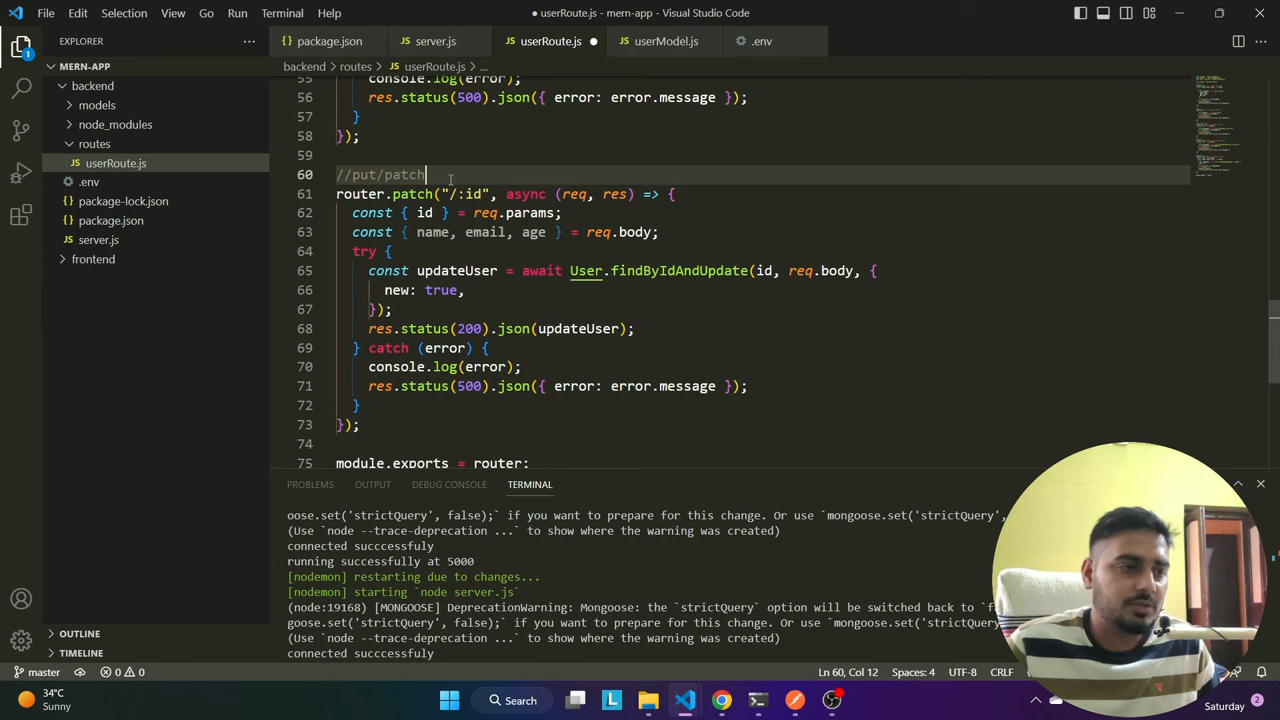 File Edit Selection View Go Run Terminal Help
● userRoute.js - mern-app - Visual Studio Code
EXPLORER
MERN-APP
backend
models
node_modules
routes
userRoute.js
.env
package-lock.json
package.json
server.js
frontend
OUTLINE
TIMELINE
package.json server.js userRoute.js userModel.js .env
backend > routes > userRoute.js > ...
55 console.log(error);
56 res.status(500).json({ error: error.message });
57 }
58 });
59
60 //put/patch
61 router.patch("/:id", async (req, res) => {
62 const { id } = req.params;
63 const { name, email, age } = req.body;
64 try {
65 const updateUser = await User.findByIdAndUpdate(id, req.body, {
66 new: true,
67 });
68 res.status(200).json(updateUser);
69 } catch (error) {
70 console.log(error);
71 res.status(500).json({ error: error.message });
72 }
73 });
74
75 module.exports = router;
PROBLEMS OUTPUT DEBUG CONSOLE TERMINAL
oose.set('strictQuery', false);` if you want to prepare for this change. Or use `mongoose.set('strictQuery',
(Use `node --trace-deprecation ...` to show where the warning was created)
connected succcessfuly
running successfully at 5000
[nodemon] restarting due to changes...
[nodemon] starting `node server.js`
(node:19168) [MONGOOSE] DeprecationWarning: Mongoose: the `strictQuery` option will be switched back to `f
oose.set('strictQuery', false);` if you want to prepare for this change. Or use `mongoose.set('strictQuery
(Use `node --trace-deprecation ...` to show where the warning was created)
connected succcessfuly
master 0 0 Ln 60, Col 12 Spaces: 4 UTF-8 CRLF
34°C
Sunny
Search
Saturday 2